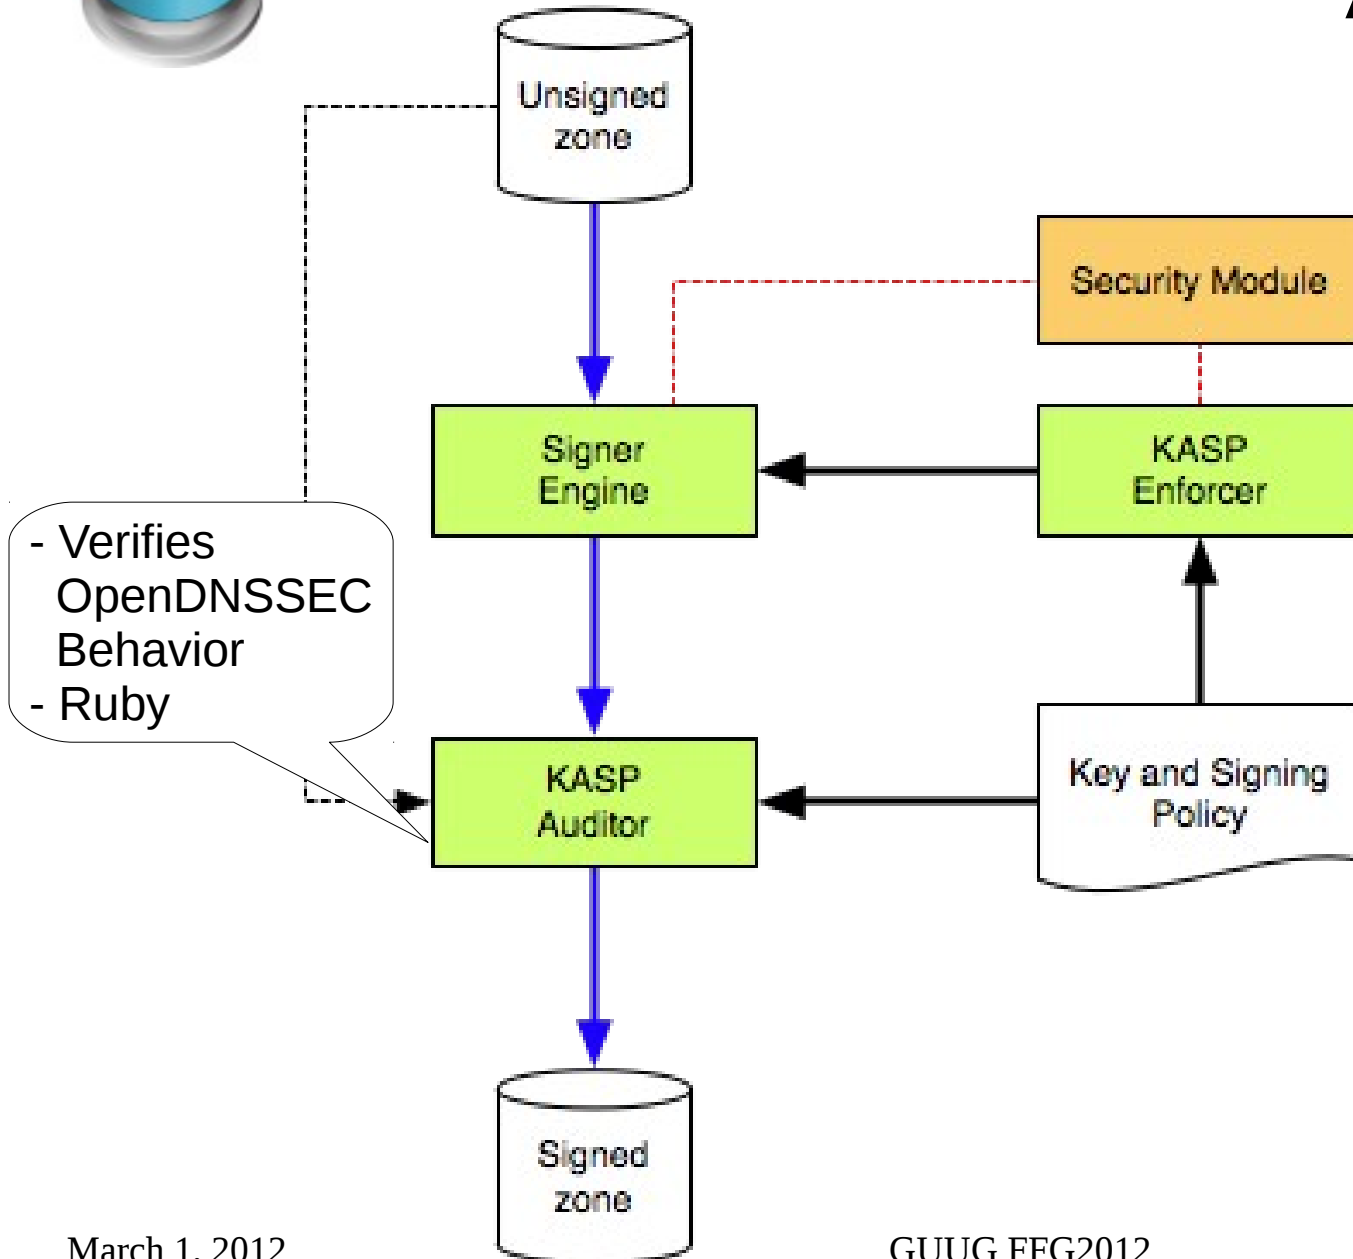 Unsigned
zone
Security Module
Signer
Engine
KASP
Enforcer
- Verifies
OpenDNSSEC
Behavior
- Ruby
KASP
Auditor
Key and Signing
Policy
Signed
zone
March 1, 2012
GUUG FFG2012